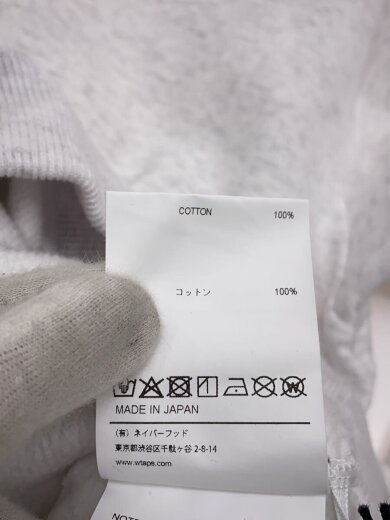 COTTON 100%
コットン 100%
MADE IN JAPAN
(有) ネイバーフッド
東京都渋谷区千駄ヶ谷 2-8-14
www.wtaps.com